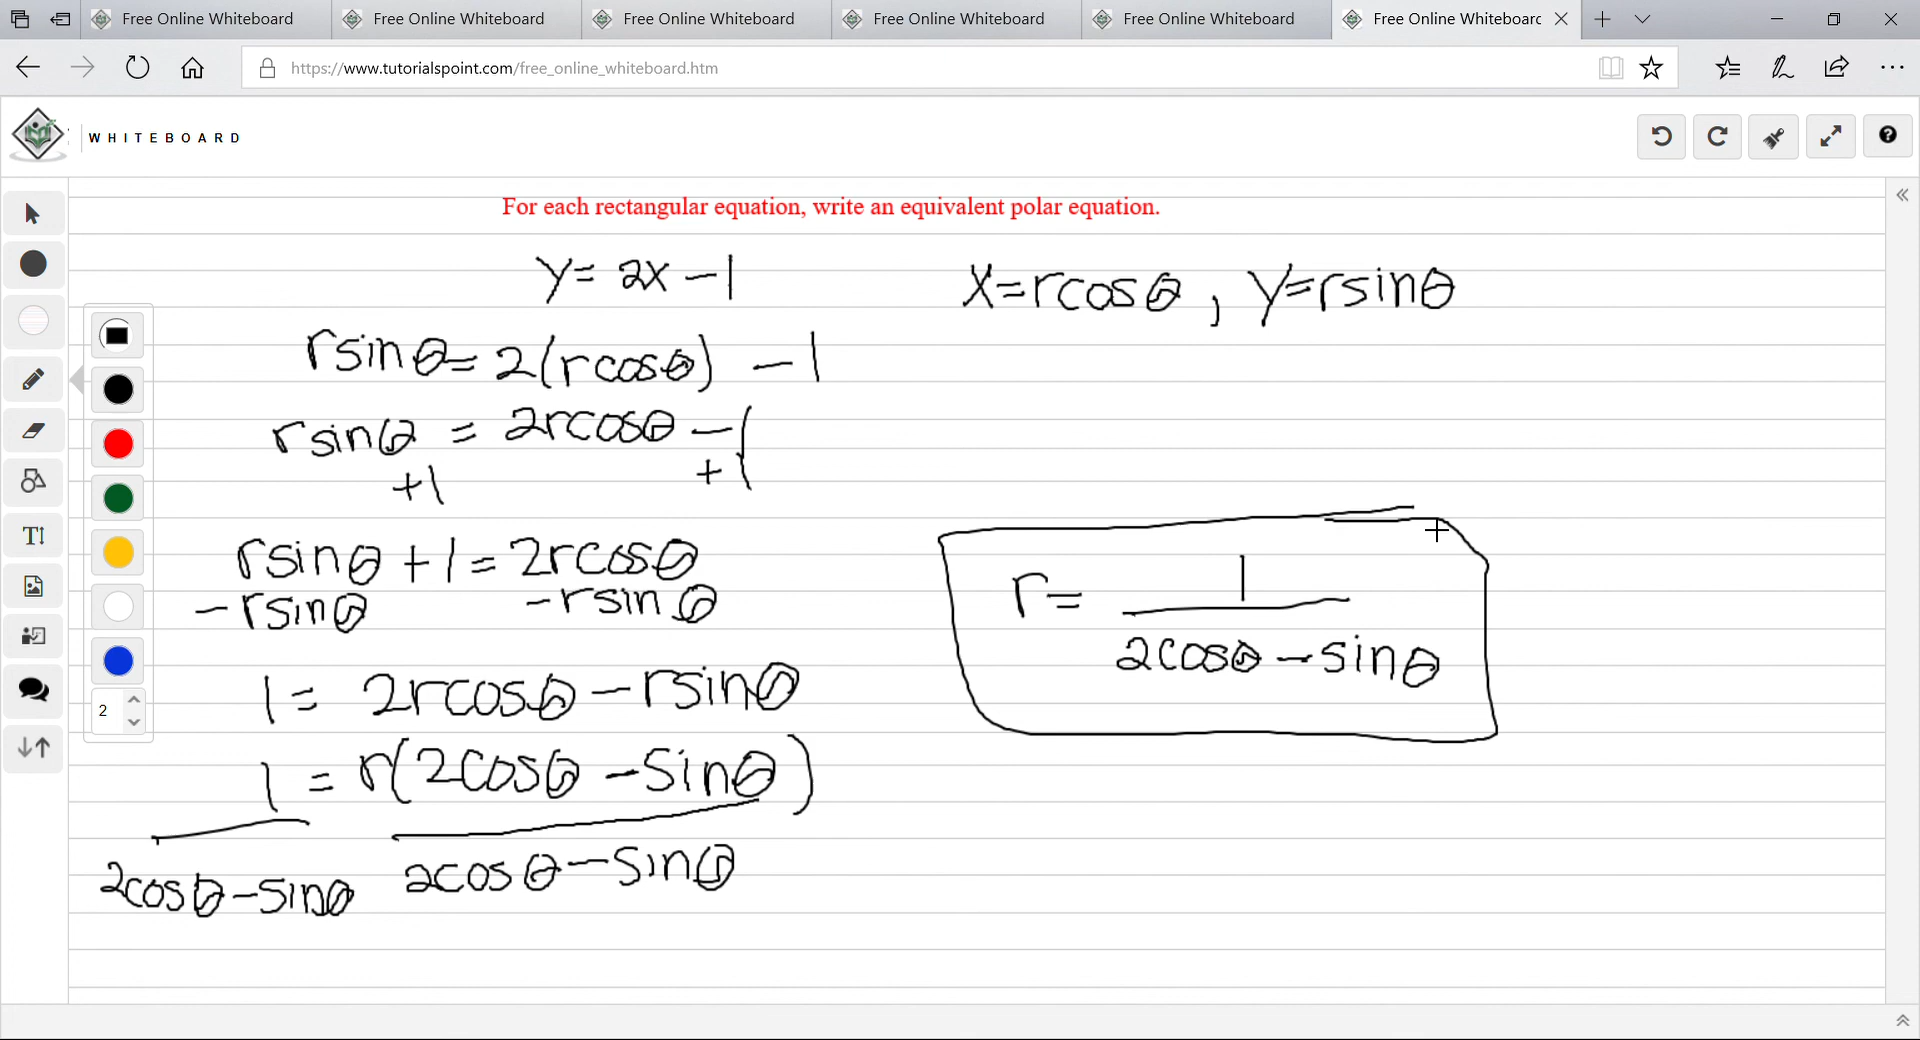 Free Online Whiteboard
Free Online Whiteboard
Free Online Whiteboard
Free Online Whiteboard
Free Online Whiteboard
Free Online Whiteboarc
https://www.tutorialspoint.com/free_online_whiteboard.htm
WHITEBOARD
For each rectangular equation, write an equivalent polar equation.
y = 2x - 1
x = rcosθ , y = rsinθ
rsinθ = 2(rcosθ) - 1
rsinθ = 2rcosθ - 1
+1 +1
rsinθ + 1 = 2rcosθ
-rsinθ -rsinθ
1 = 2rcosθ - rsinθ
1 = r(2cosθ - sinθ)
2cosθ - sinθ 2cosθ - sinθ
r = 1
2cosθ - sinθ
T
2